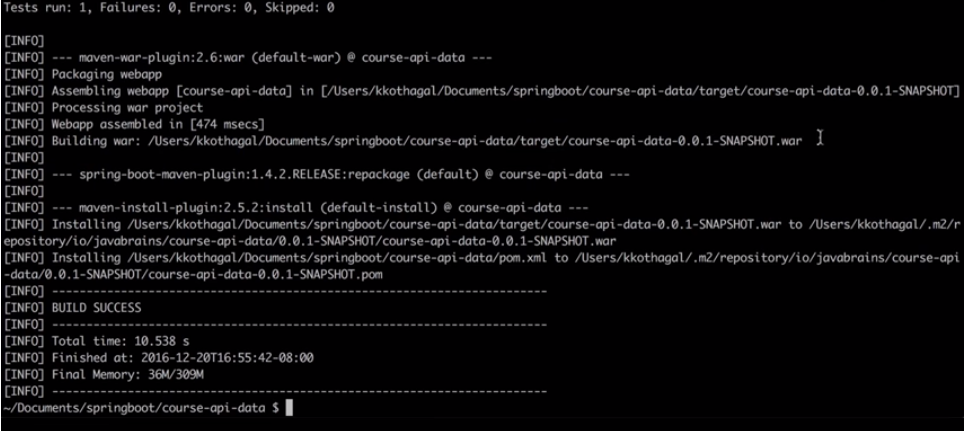 Tests run: 1, Failures: 0, Errors: 0, Skipped: 0
[INFO]
[INFO] --- maven-war-plugin:2.6:war (default-war) @ course-api-data ---
[INFO] Packaging webapp
[INFO] Assembling webapp [course-api-data] in [/Users/kkothagal/Documents/springboot/course-api-data/target/course-api-data-0.0.1-SNAPSHOT]
[INFO] Processing war project
[INFO] Webapp assembled in [474 msecs]
[INFO] Building war: /Users/kkothagal/Documents/springboot/course-api-data/target/course-api-data-0.0.1-SNAPSHOT.war
[INFO]
[INFO] --- spring-boot-maven-plugin:1.4.2.RELEASE:repackage (default) @ course-api-data ---
[INFO]
[INFO] --- maven-install-plugin:2.5.2:install (default-install) @ course-api-data ---
[INFO] Installing /Users/kkothagal/Documents/springboot/course-api-data/target/course-api-data-0.0.1-SNAPSHOT.war to /Users/kkothagal/.m2/r
epository/io/javabrains/course-api-data/0.0.1-SNAPSHOT/course-api-data-0.0.1-SNAPSHOT.war
[INFO] Installing /Users/kkothagal/Documents/springboot/course-api-data/pom.xml to /Users/kkothagal/.m2/repository/io/javabrains/course-api
-data/0.0.1-SNAPSHOT/course-api-data-0.0.1-SNAPSHOT.pom
[INFO] ------------------------------------------------------------------------
[INFO] BUILD SUCCESS
[INFO] ------------------------------------------------------------------------
[INFO] Total time: 10.538 s
[INFO] Finished at: 2016-12-20T16:55:42-08:00
[INFO] Final Memory: 36M/309M
[INFO] ------------------------------------------------------------------------
~/Documents/springboot/course-api-data $